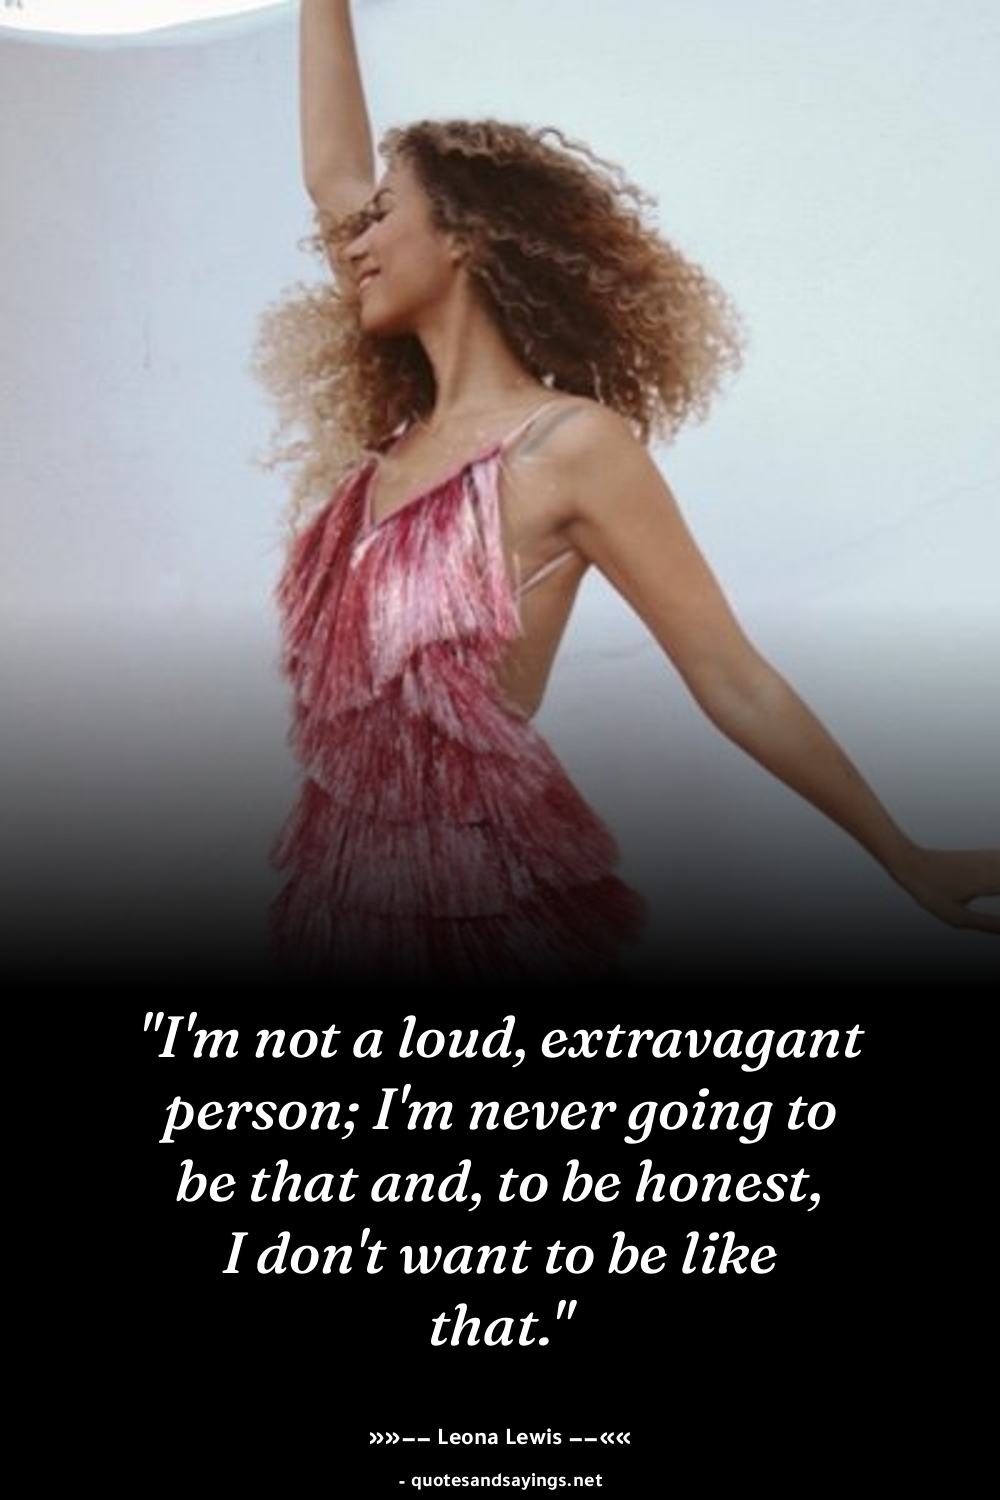 "I'm not a loud, extravagant
person; I'm never going to
be that and, to be honest,
I don't want to be like
that."
»»–– Leona Lewis ––««
- quotesandsayings.net